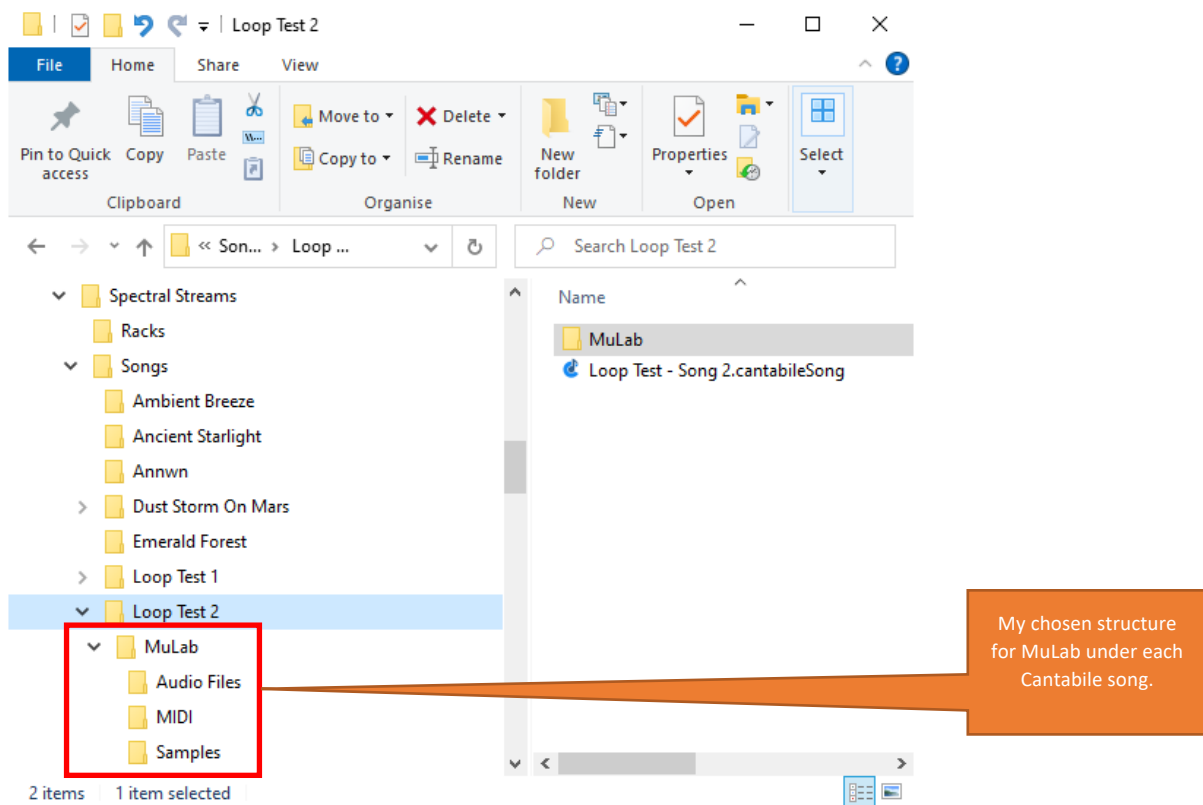 Loop Test 2
File Home Share View
Pin to Quick access
Copy
Paste
Move to
Copy to
Delete
Rename
New folder
Properties
Select
Clipboard
Organise
New
Open
« Son... › Loop ...
Search Loop Test 2
Spectral Streams
Racks
Songs
Ambient Breeze
Ancient Starlight
Annwn
Dust Storm On Mars
Emerald Forest
Loop Test 1
Loop Test 2
MuLab
Audio Files
MIDI
Samples
Name
MuLab
Loop Test - Song 2.cantabileSong
My chosen structure
for MuLab under each
Cantabile song.
2 items 1 item selected